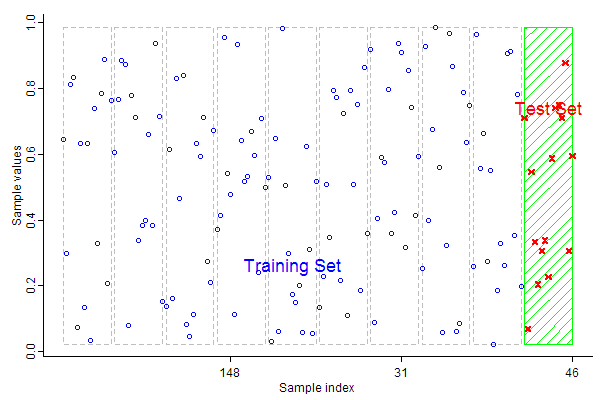 1.0
0.8
0.6
0.4
0.2
0.0
Sample values
Test Set
Training Set
148
31
46
Sample index